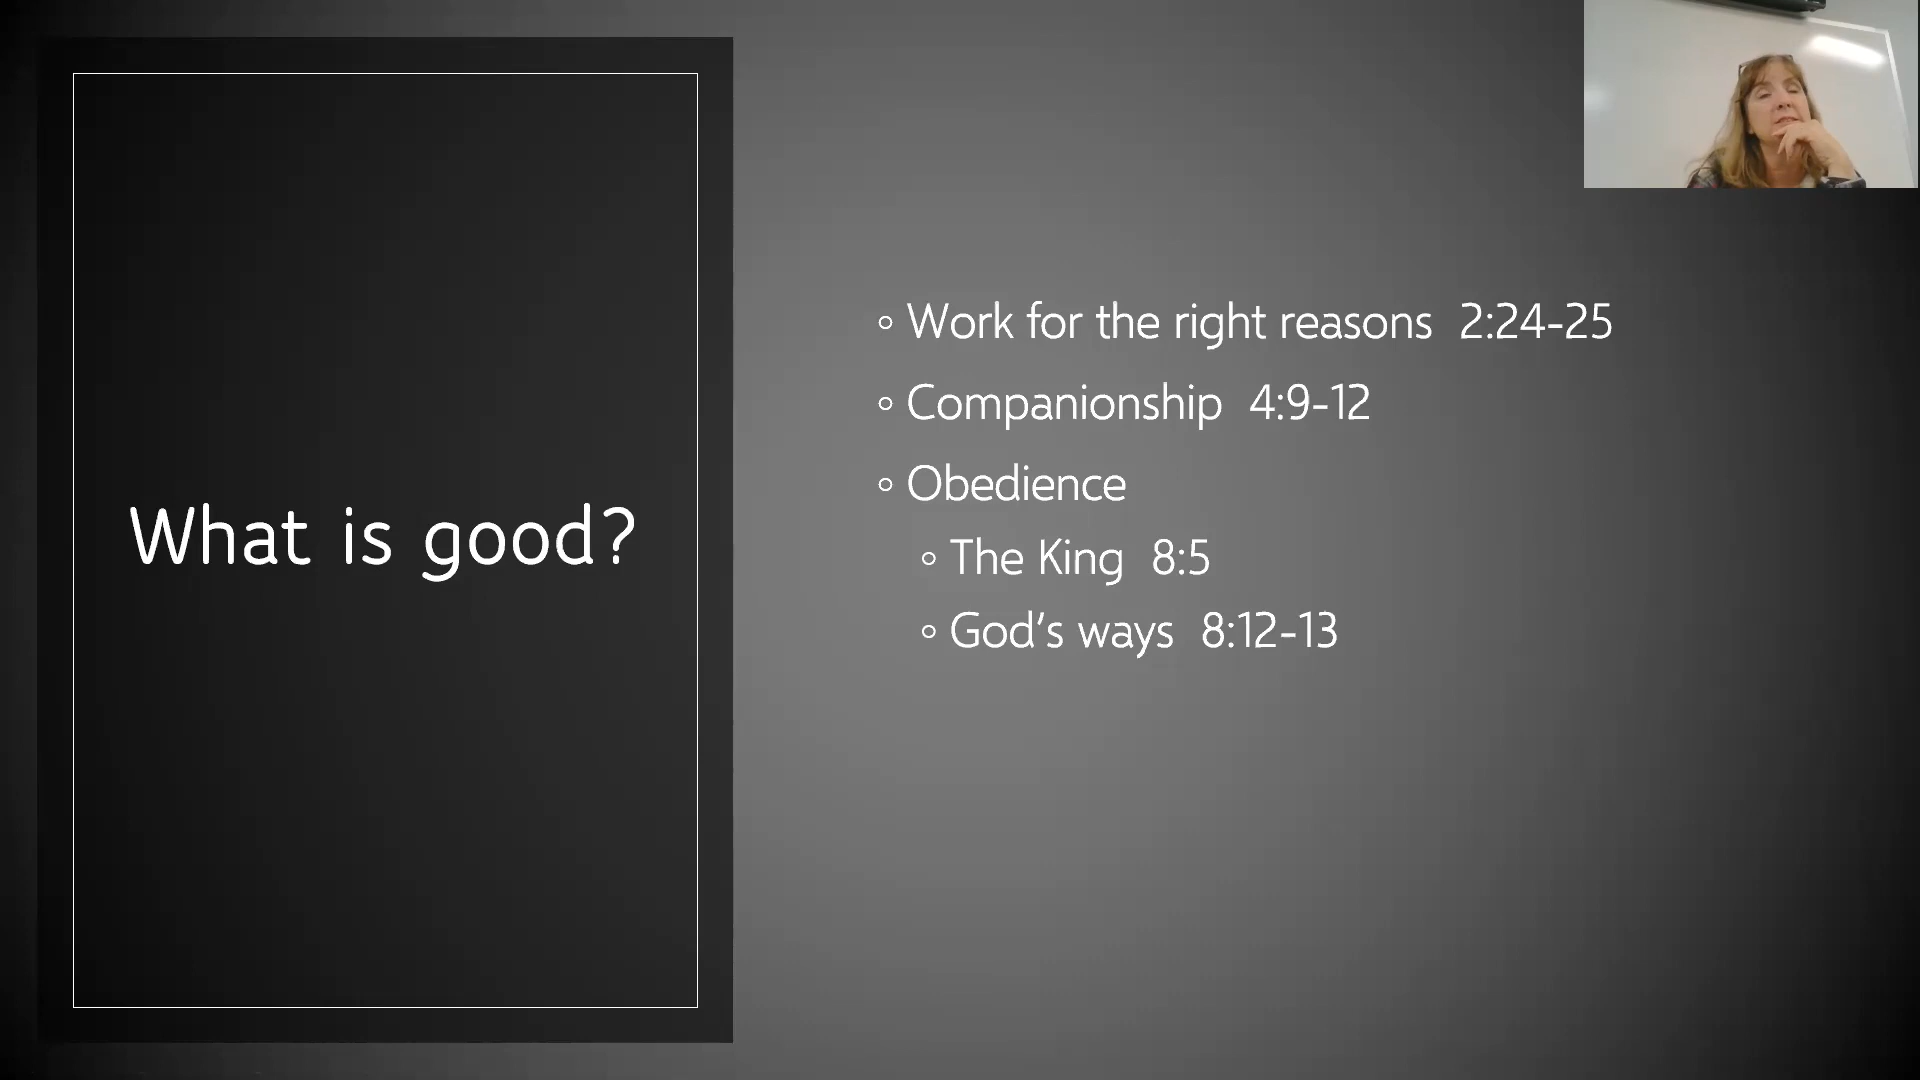 What is good?
Work for the right reasons 2:24-25
Companionship 4:9-12
Obedience
The King 8:5
God's ways 8:12-13